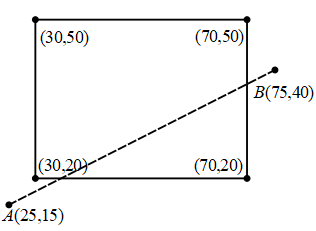 (30,50) (70,50)
B(75,40)
(30,20) (70,20)
A(25,15)